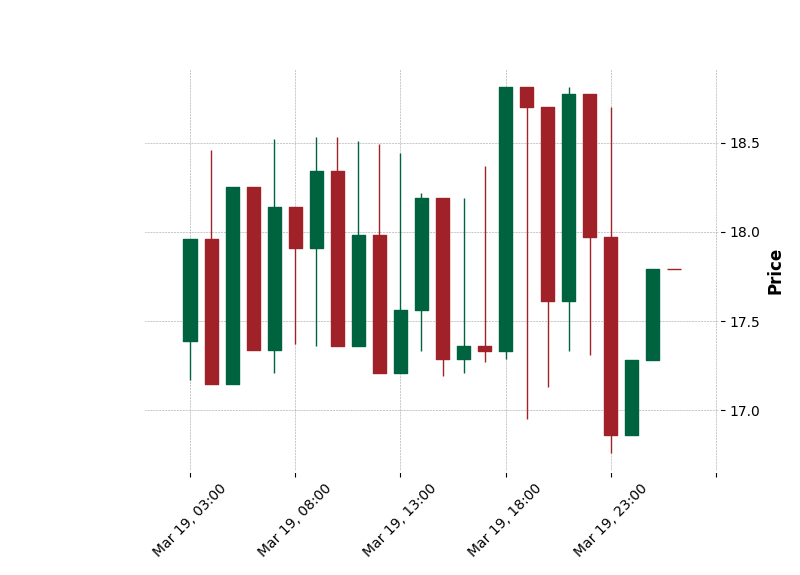 18.5
18.0
17.5
17.0
Price
Mar 19, 03:00
Mar 19, 08:00
Mar 19, 13:00
Mar 19, 18:00
Mar 19, 23:00